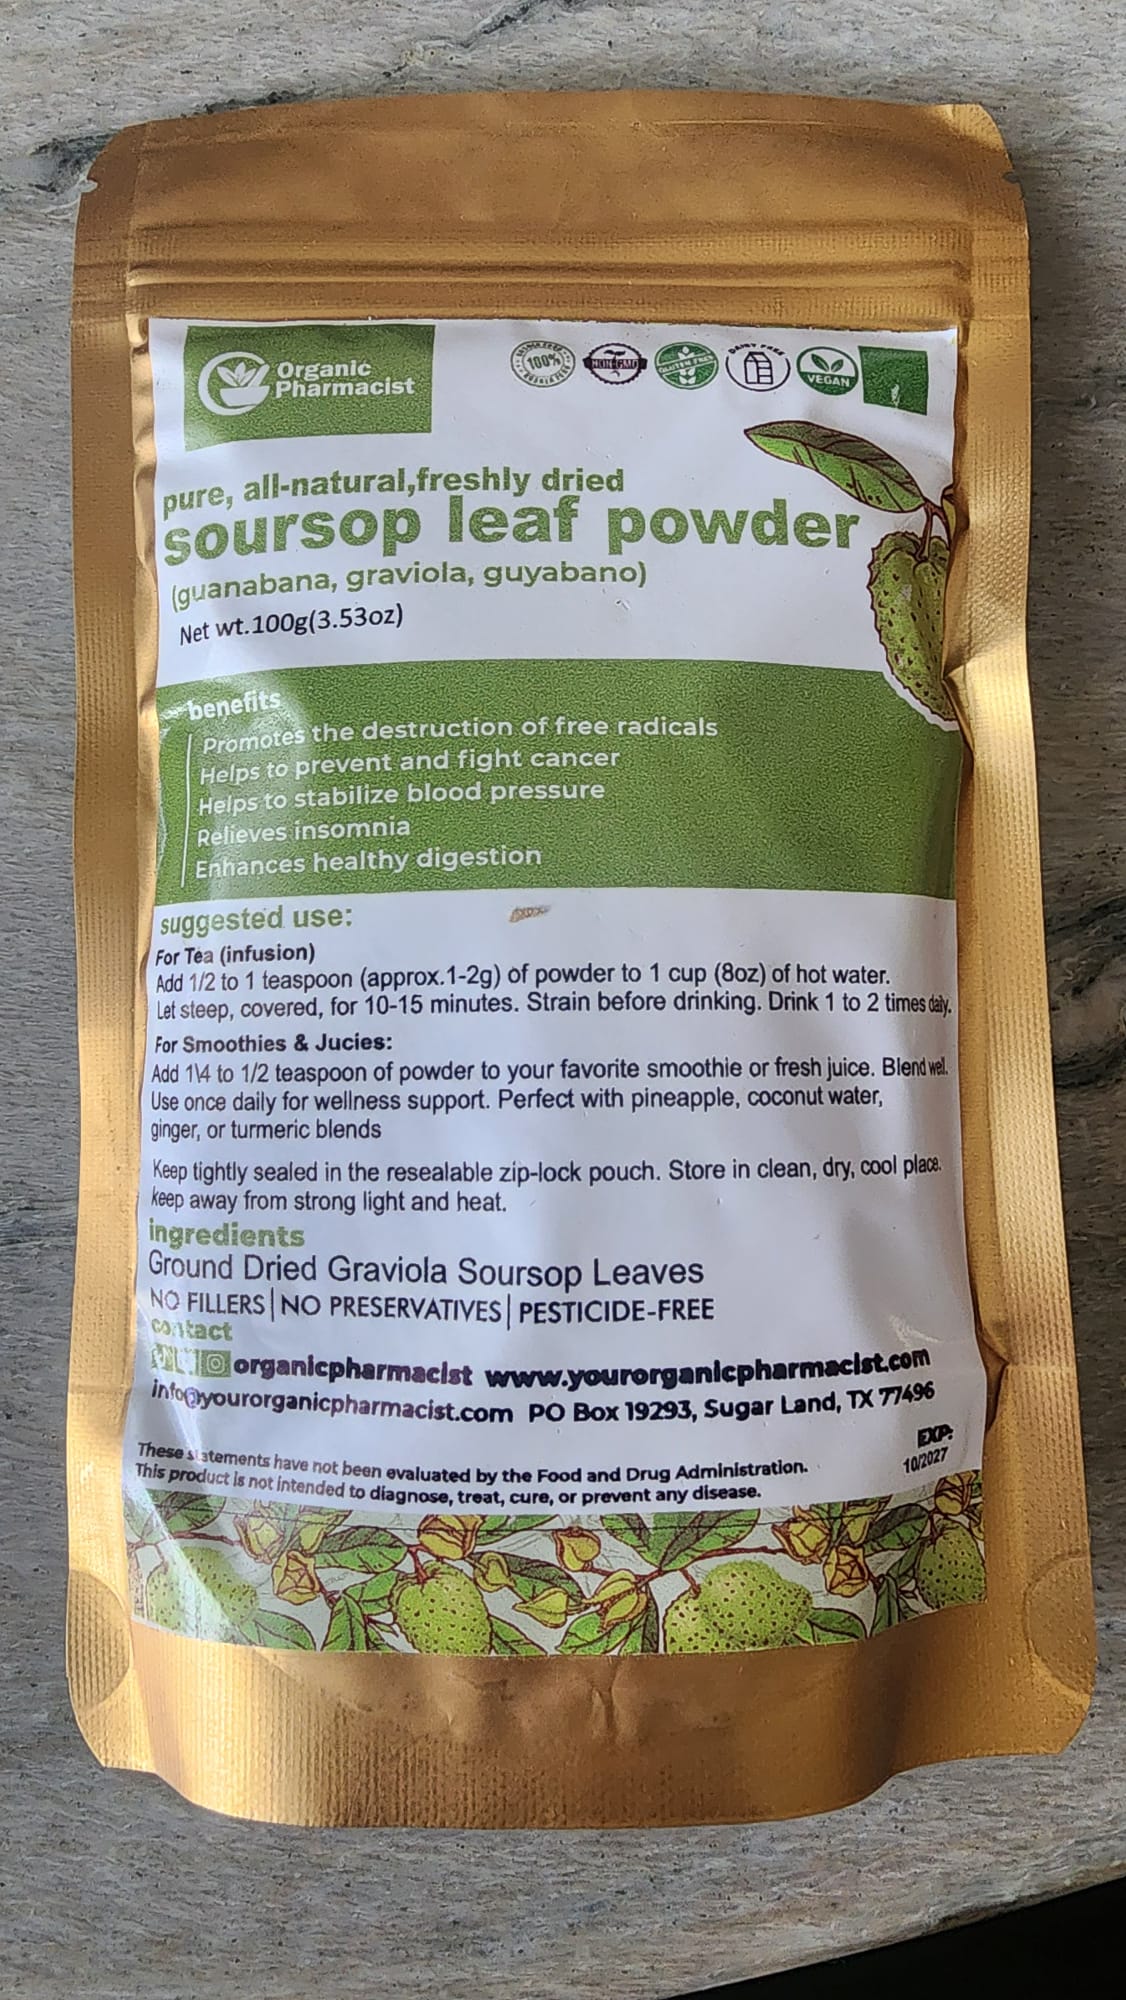 Organic
Pharmacist
100%
NON-GMO
GLUTEN FREE
DAIRY FREE
VEGAN
pure, all-natural,freshly dried
soursop leaf powder
(guanabana, graviola, guyabano)
Net wt.100g(3.53oz)
benefits
Promotes the destruction of free radicals
Helps to prevent and fight cancer
Helps to stabilize blood pressure
Relieves insomnia
Enhances healthy digestion
suggested use:
For Tea (infusion)
Add 1/2 to 1 teaspoon (approx.1-2g) of powder to 1 cup (8oz) of hot water.
Let steep, covered, for 10-15 minutes. Strain before drinking. Drink 1 to 2 times daily.
For Smoothies & Jucies:
Add 1\4 to 1/2 teaspoon of powder to your favorite smoothie or fresh juice. Blend well.
Use once daily for wellness support. Perfect with pineapple, coconut water,
ginger, or turmeric blends
Keep tightly sealed in the resealable zip-lock pouch. Store in clean, dry, cool place.
keep away from strong light and heat.
ingredients
Ground Dried Graviola Soursop Leaves
NO FILLERS|NO PRESERVATIVES|PESTICIDE-FREE
contact
organicpharmacist www.yourorganicpharmacist.com
info@yourorganicpharmacist.com PO Box 19293, Sugar Land, TX 77496
These statements have not been evaluated by the Food and Drug Administration.
This product is not intended to diagnose, treat, cure, or prevent any disease.
EXP:
10/2027